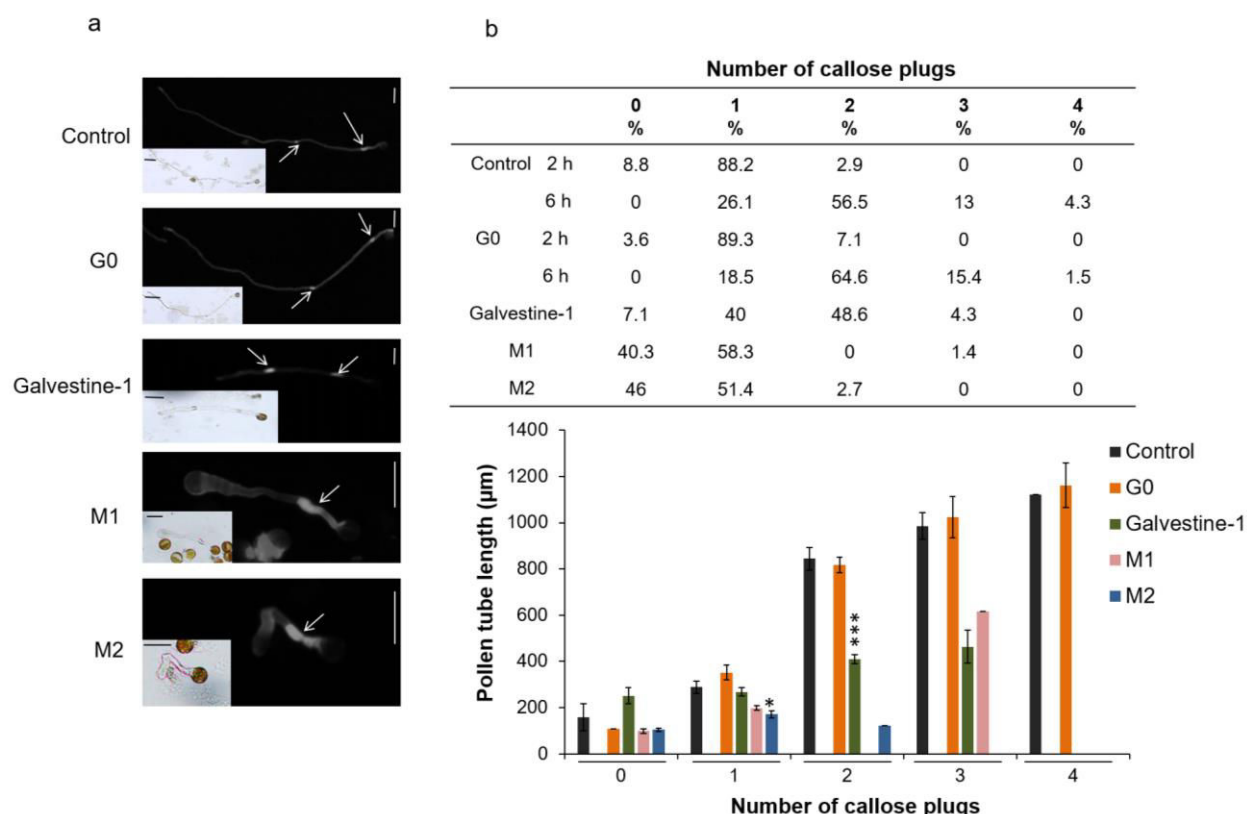 a
Control
G0
Galvestine-1
M1
M2
b
Number of callose plugs
0 1 2 3 4
% % % % %
Control 2 h 8.8 88.2 2.9 0 0
6 h 0 26.1 56.5 13 4.3
G0 2 h 3.6 89.3 7.1 0 0
6 h 0 18.5 64.6 15.4 1.5
Galvestine-1 7.1 40 48.6 4.3 0
M1 40.3 58.3 0 1.4 0
M2 46 51.4 2.7 0 0
Pollen tube length (µm)
1400
1200
1000
800
600
400
200
0
***
*
Control
G0
Galvestine-1
M1
M2
0 1 2 3 4
Number of callose plugs